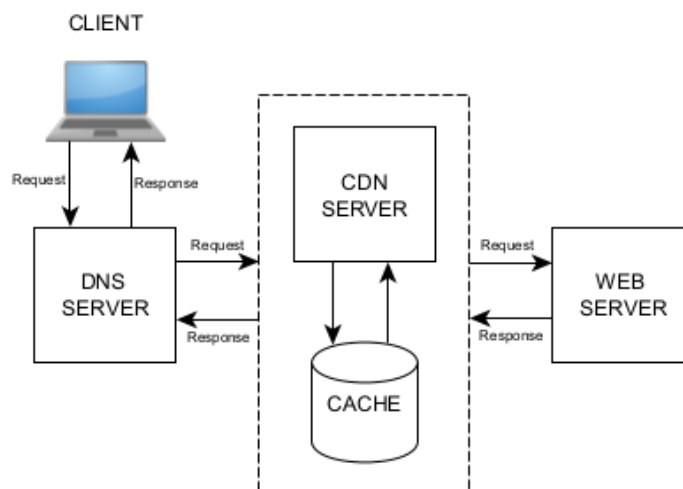 CLIENT
Request
Response
DNS
SERVER
Request
Response
CDN
SERVER
CACHE
Request
Response
WEB
SERVER